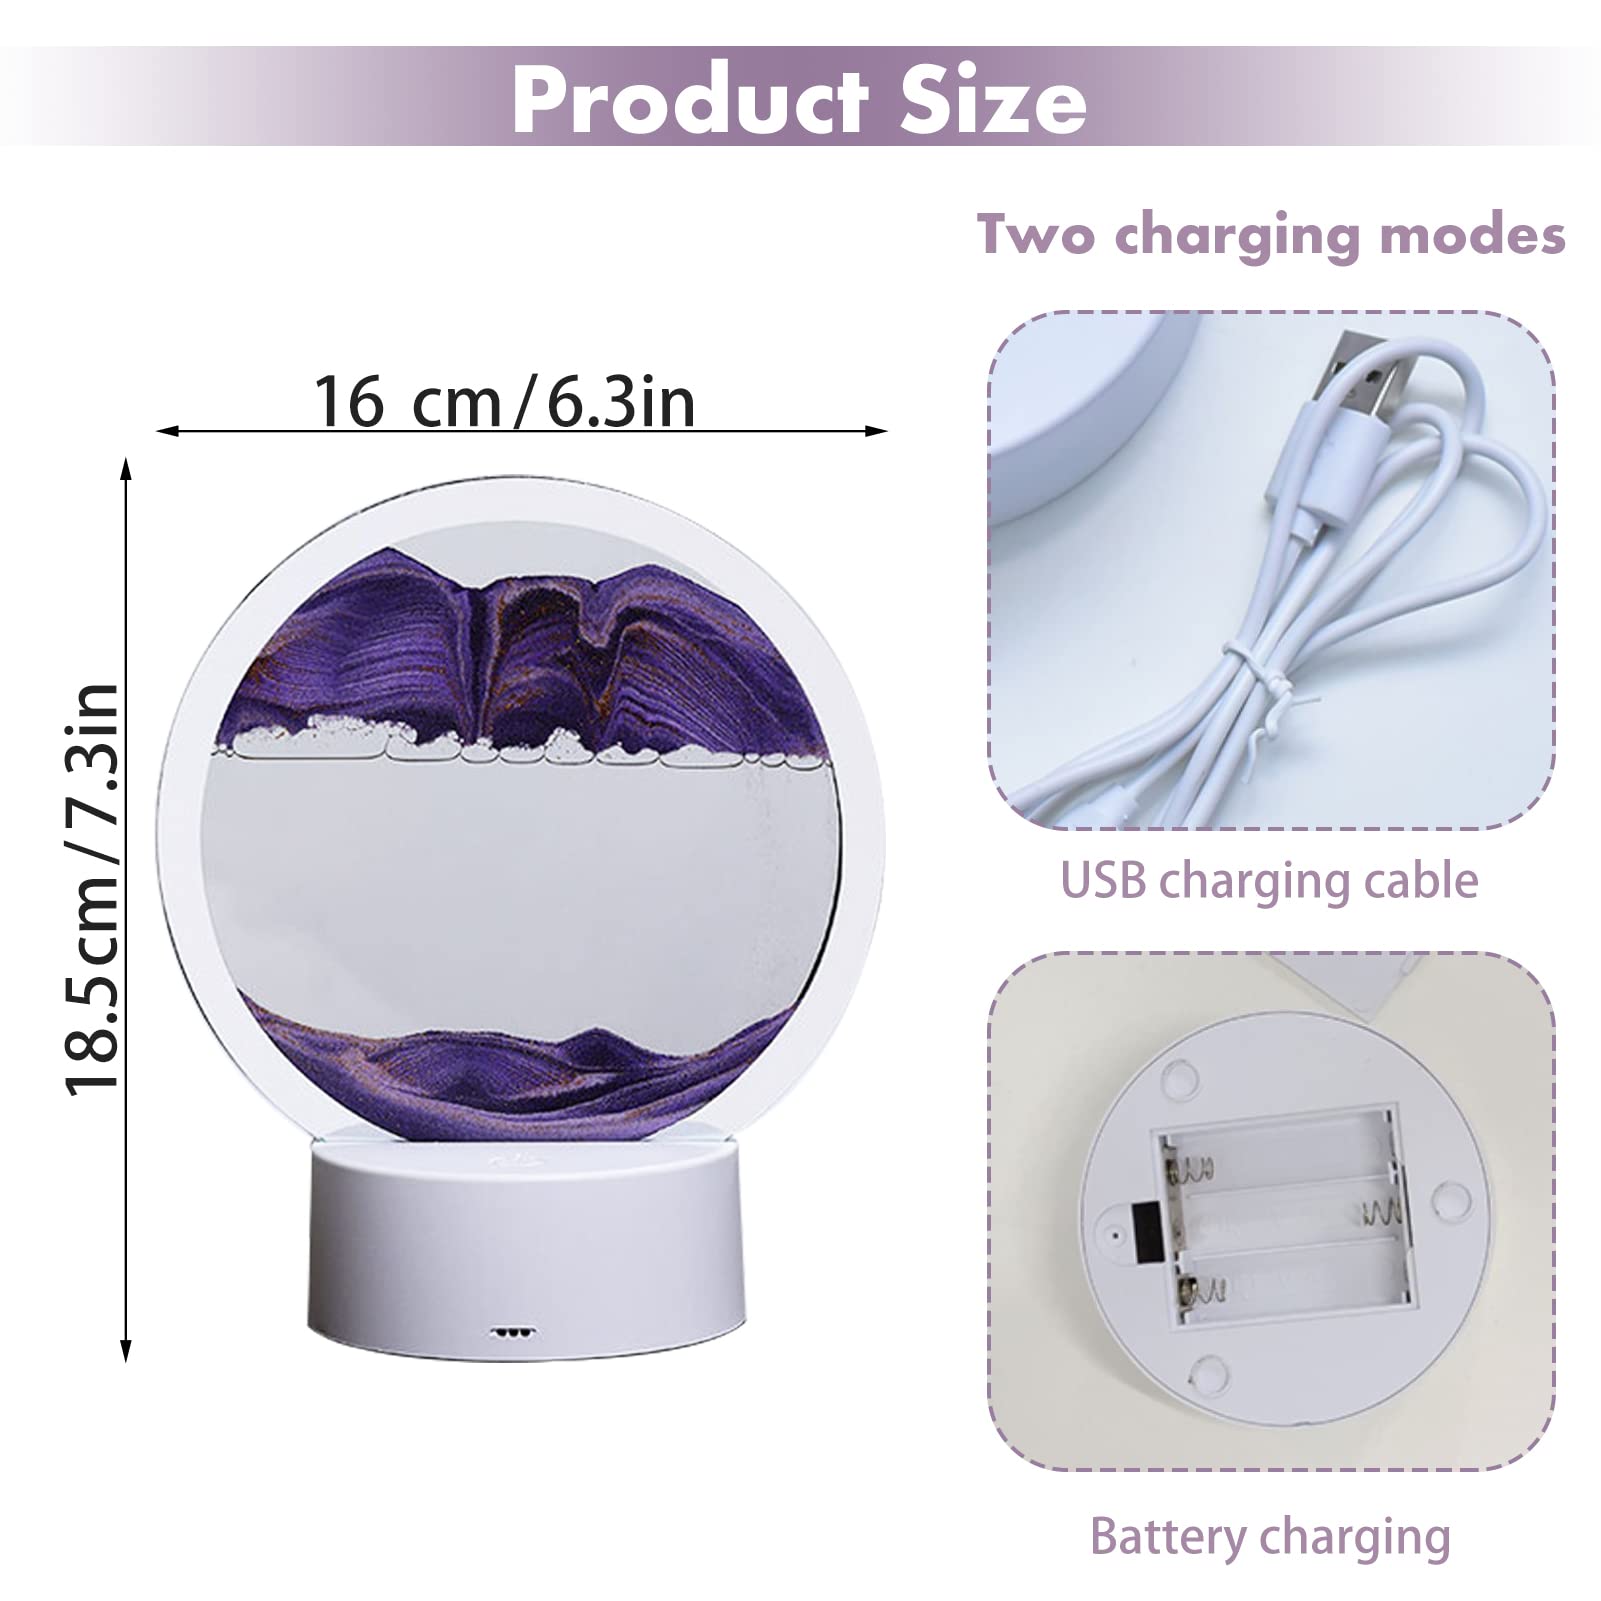 Product Size
Two charging modes
16 cm/6.3in
18.5cm/7.3in
USB charging cable
Battery charging